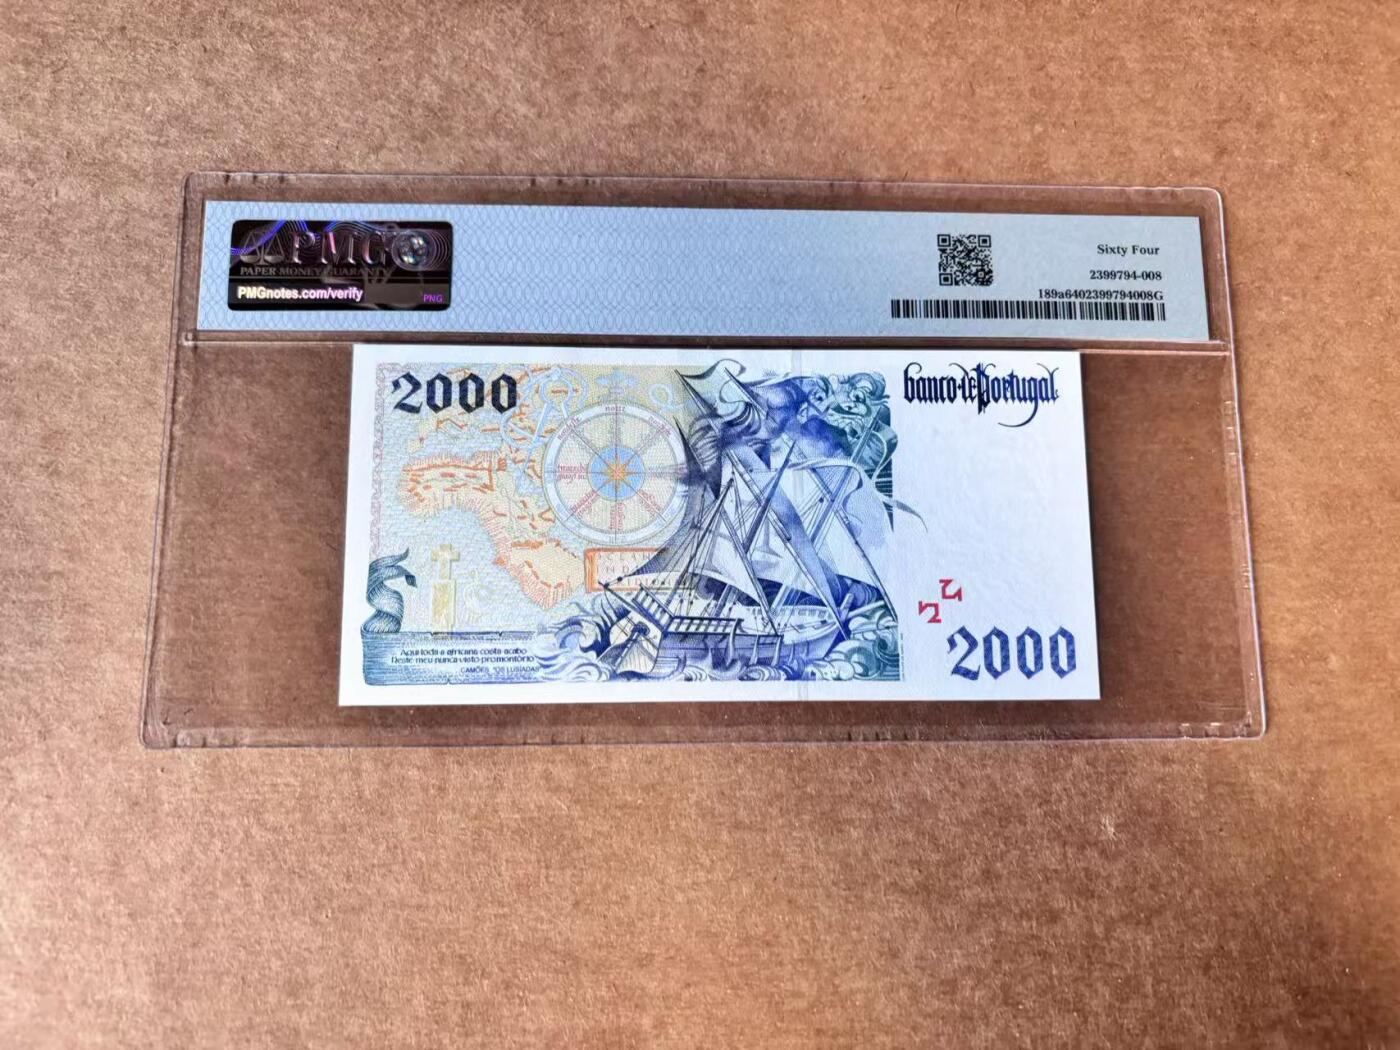 PMG
PAPER MONEY GUARANTY
PMGnotes.com/verify
PNG
Sixty Four
2399794-008
189a6402399794008G
2000
banco de Portugal
norte
Aqui toda a africana costa acabo
Neste meu nunca visto promontório
CAMÕES, "OS LUSÍADAS
2000